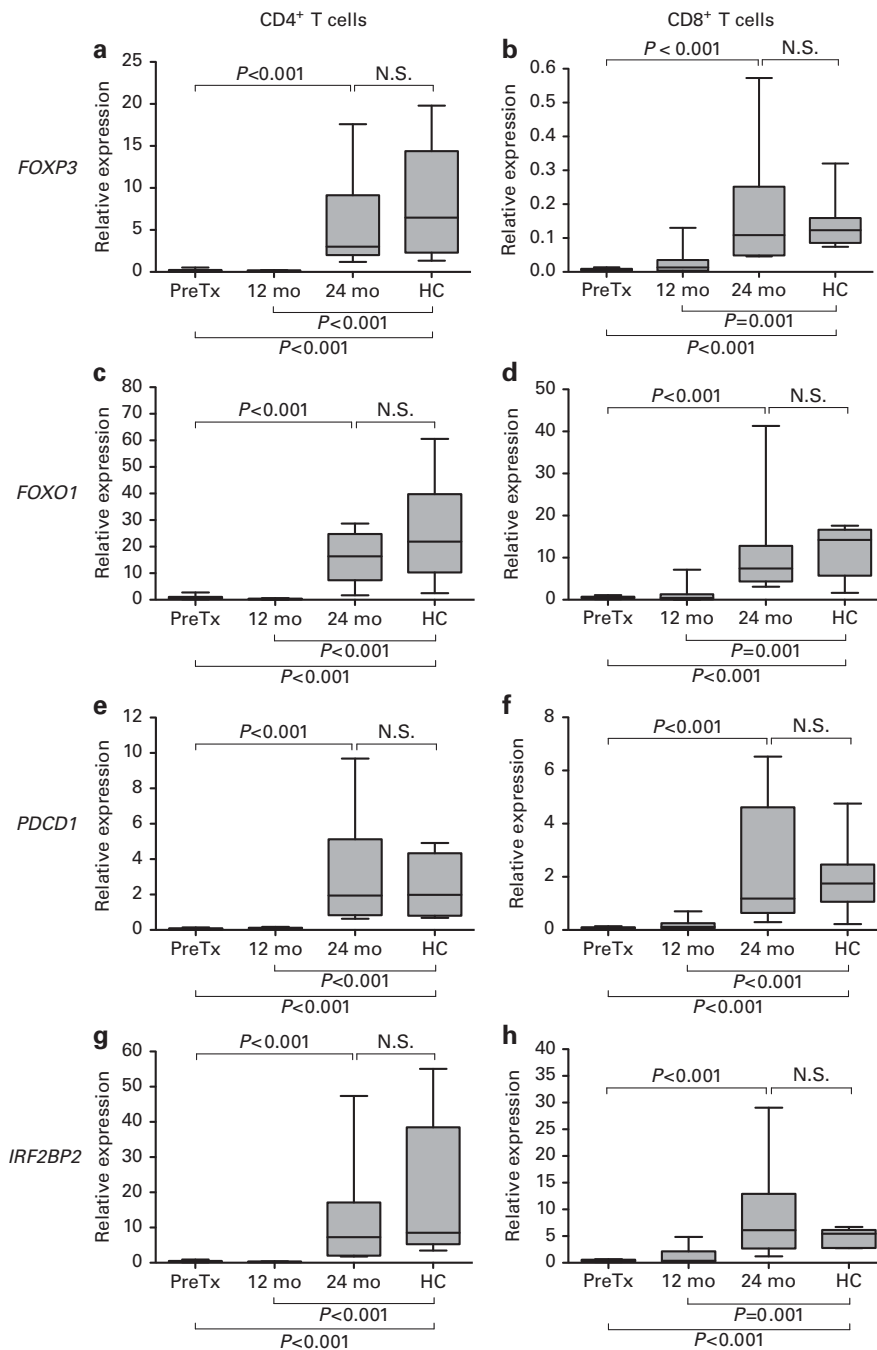 CD4+ T cells
CD8+ T cells
a
FOXP3
Relative expression
25
20
15
10
5
0
P<0.001
N.S.
PreTx 12 mo 24 mo HC
P<0.001
P<0.001
b
Relative expression
0.6
0.5
0.4
0.3
0.2
0.1
0.0
P < 0.001
N.S.
PreTx 12 mo 24 mo HC
P=0.001
P<0.001
c
FOXO1
Relative expression
80
70
60
50
40
30
20
10
0
P<0.001
N.S.
PreTx 12 mo 24 mo HC
P<0.001
P<0.001
d
Relative expression
50
40
30
20
10
0
P<0.001
N.S.
PreTx 12 mo 24 mo HC
P=0.001
P<0.001
e
PDCD1
Relative expression
12
10
8
6
4
2
0
P<0.001
N.S.
PreTx 12 mo 24 mo HC
P<0.001
P<0.001
f
Relative expression
8
6
4
2
0
P<0.001
N.S.
PreTx 12 mo 24 mo HC
P<0.001
P<0.001
g
IRF2BP2
Relative expression
60
50
40
30
20
10
0
P<0.001
N.S.
PreTx 12 mo 24 mo HC
P<0.001
P<0.001
h
Relative expression
40
35
30
25
20
15
10
5
0
P<0.001
N.S.
PreTx 12 mo 24 mo HC
P=0.001
P<0.001